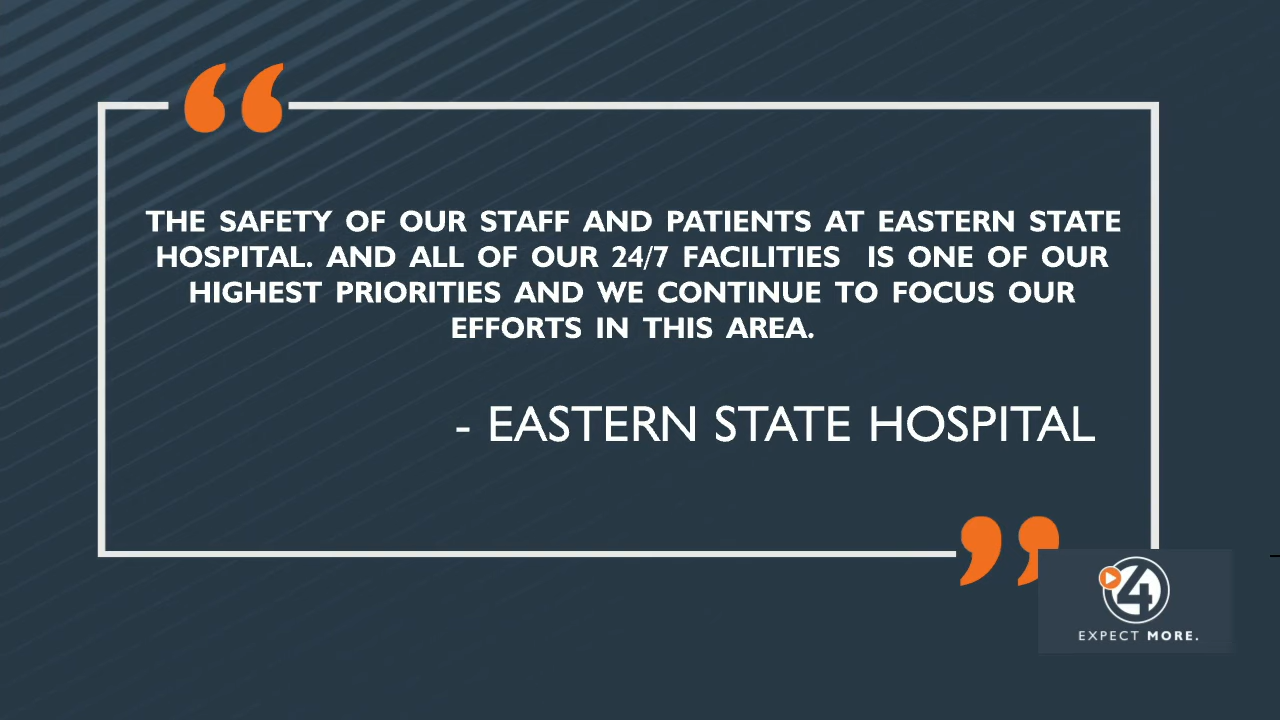 THE SAFETY OF OUR STAFF AND PATIENTS AT EASTERN STATE
HOSPITAL. AND ALL OF OUR 24/7 FACILITIES  IS ONE OF OUR
HIGHEST PRIORITIES AND WE CONTINUE TO FOCUS OUR
EFFORTS IN THIS AREA.
- EASTERN STATE HOSPITAL
4
EXPECT MORE.